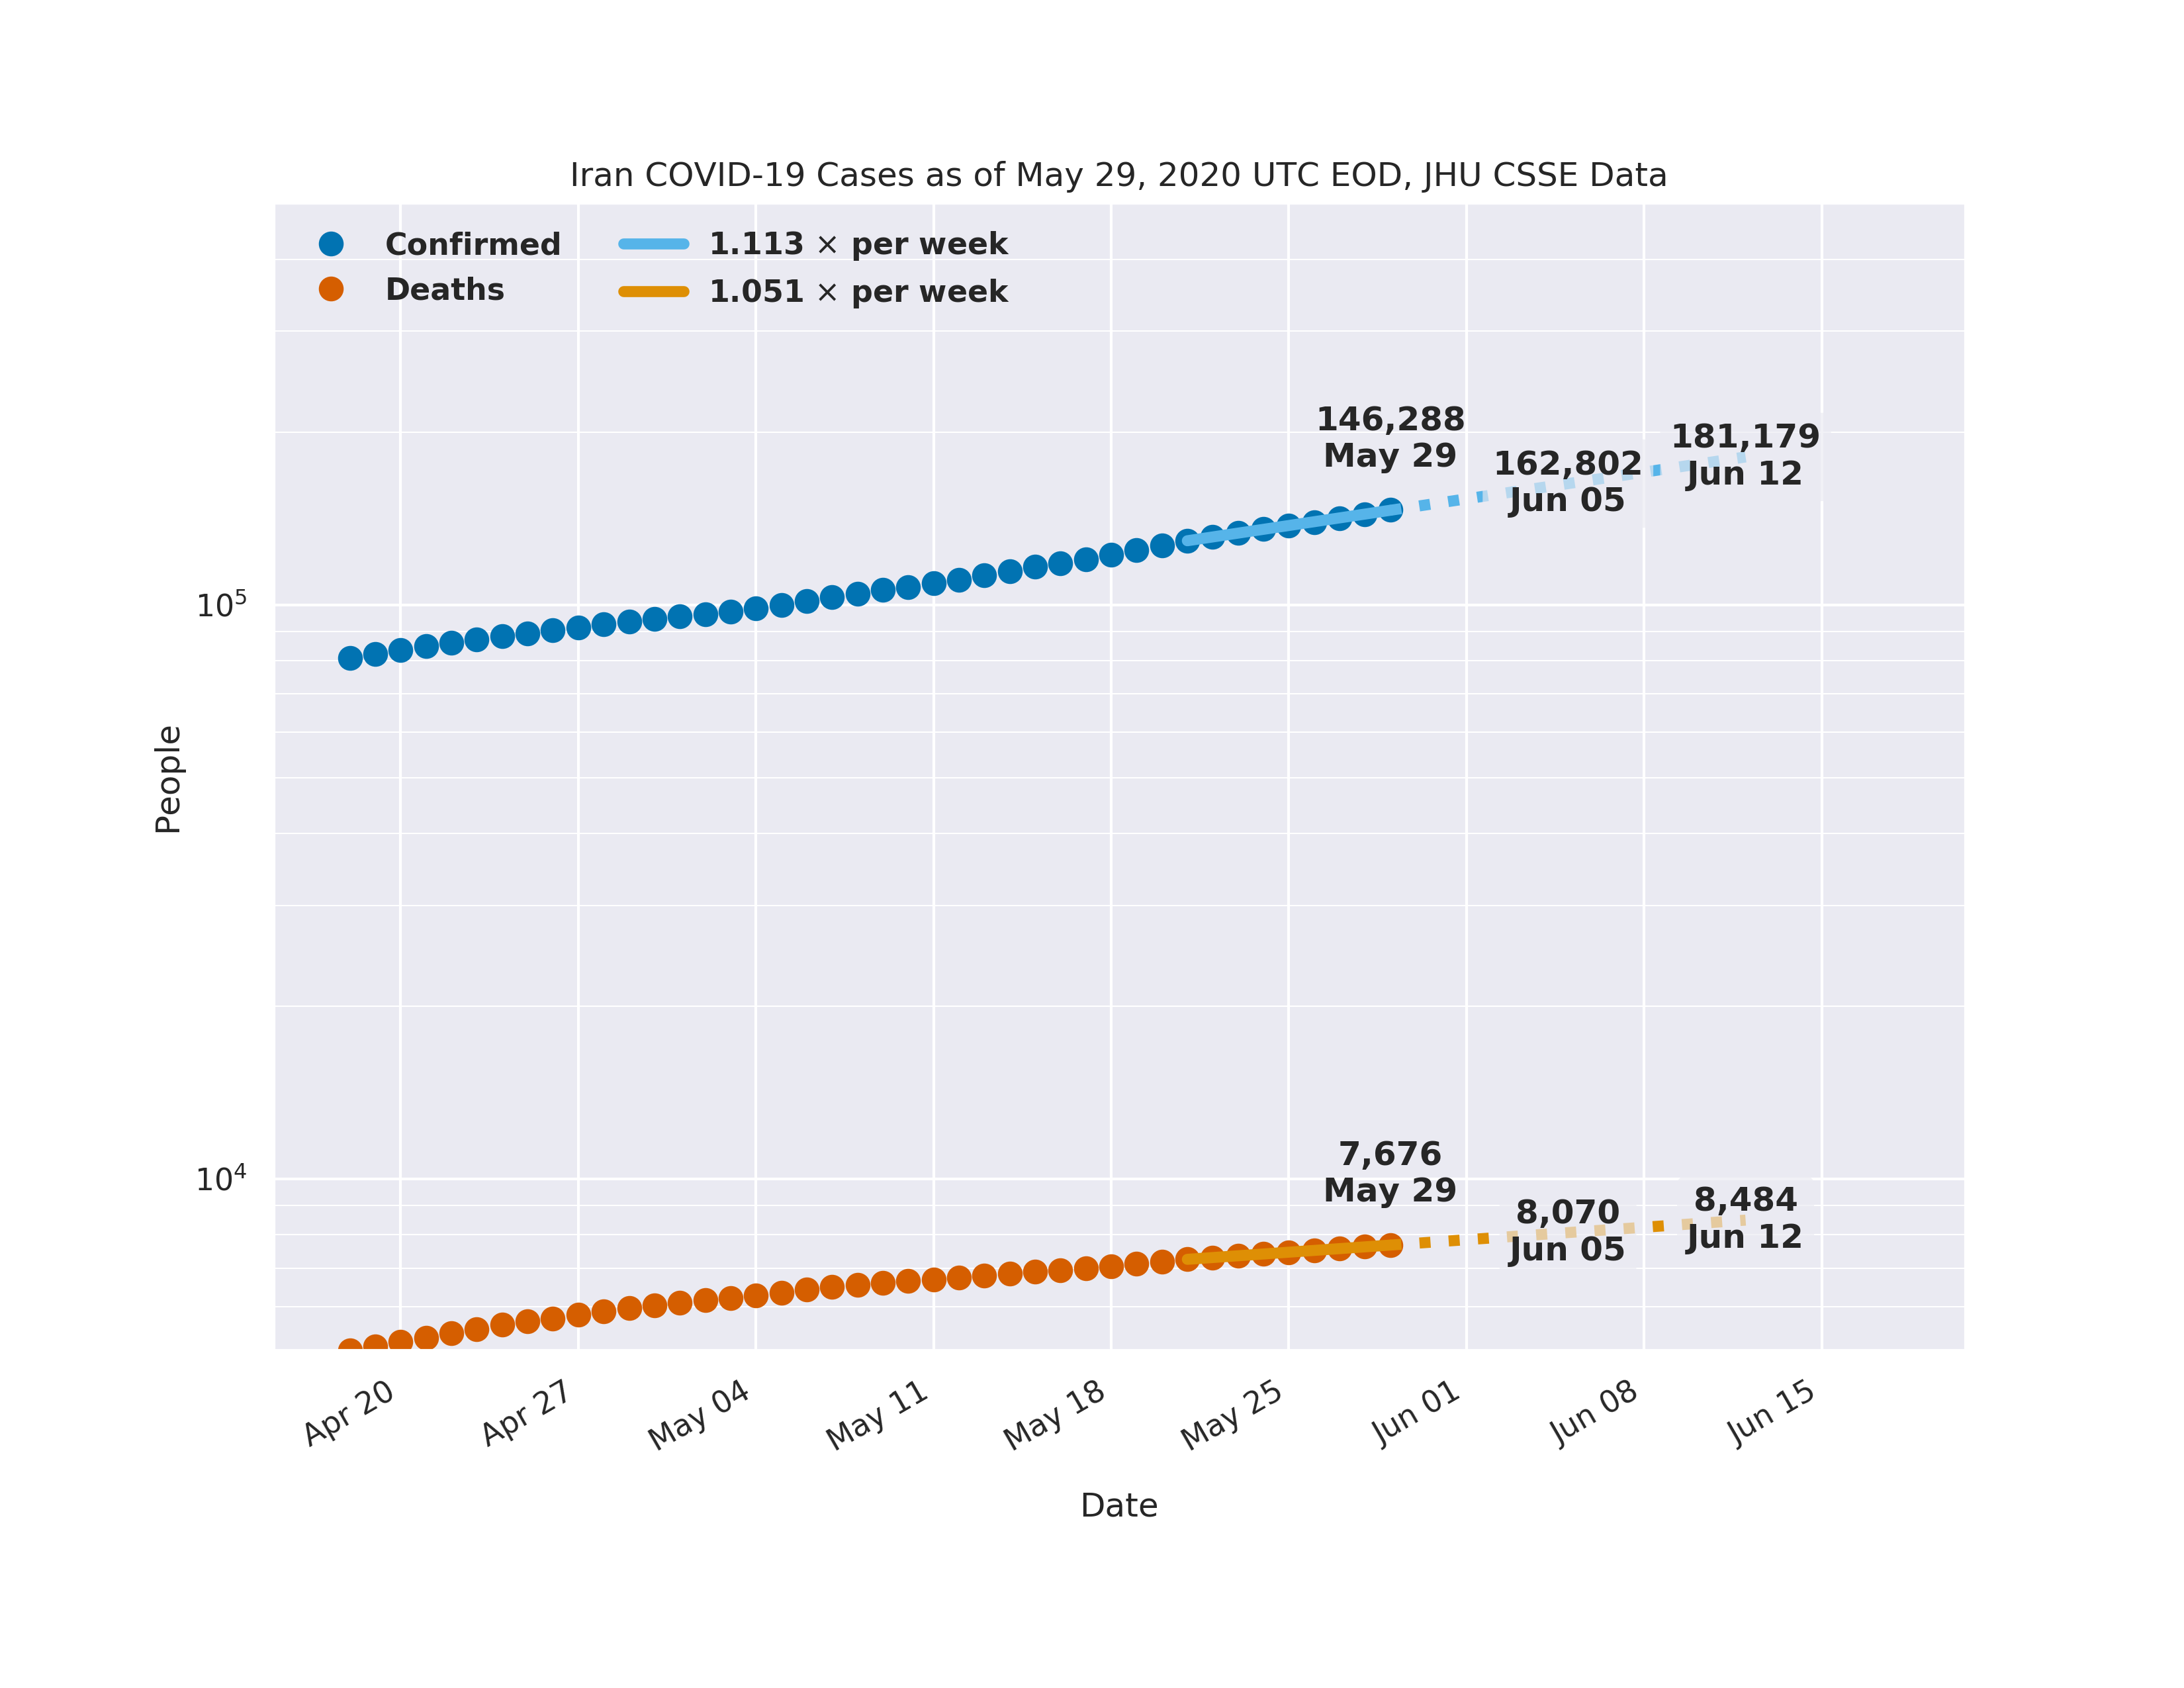 Iran COVID-19 Cases as of May 29, 2020 UTC EOD, JHU CSSE Data
Confirmed
Deaths
1.113 × per week
1.051 × per week
146,288
May 29
162,802
Jun 05
181,179
Jun 12
10⁵
People
10⁴
7,676
May 29
8,070
Jun 05
8,484
Jun 12
Apr 20
Apr 27
May 04
May 11
May 18
May 25
Jun 01
Jun 08
Jun 15
Date